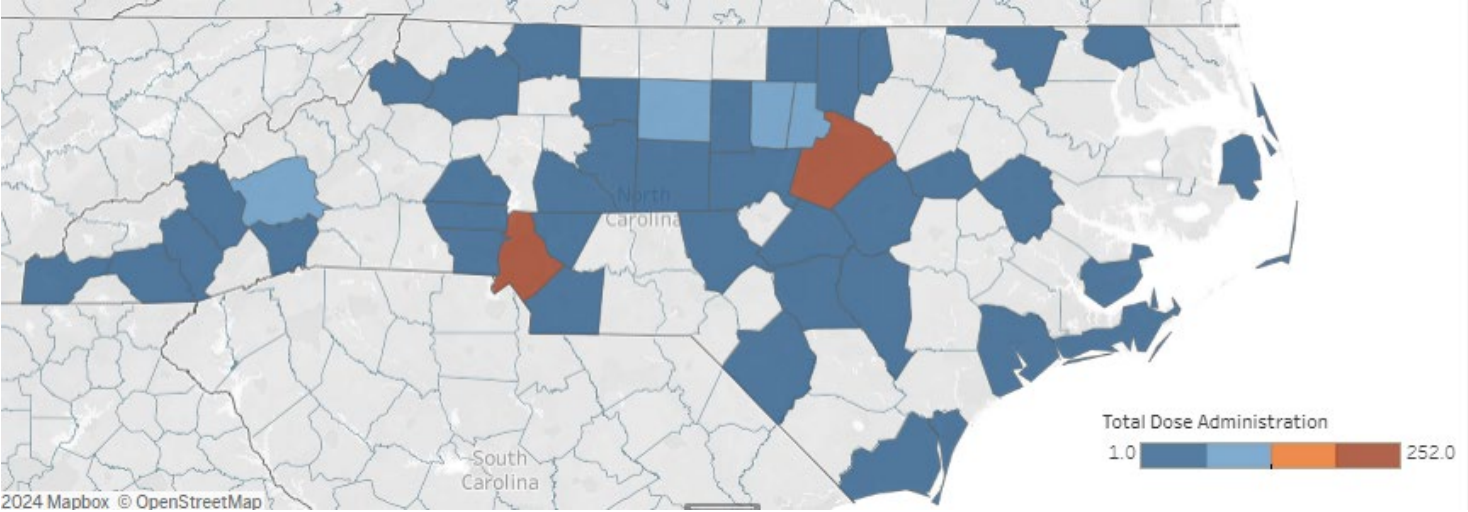 North
Carolina
Total Dose Administration
1.0 252.0
South
Carolina
2024 Mapbox © OpenStreetMap